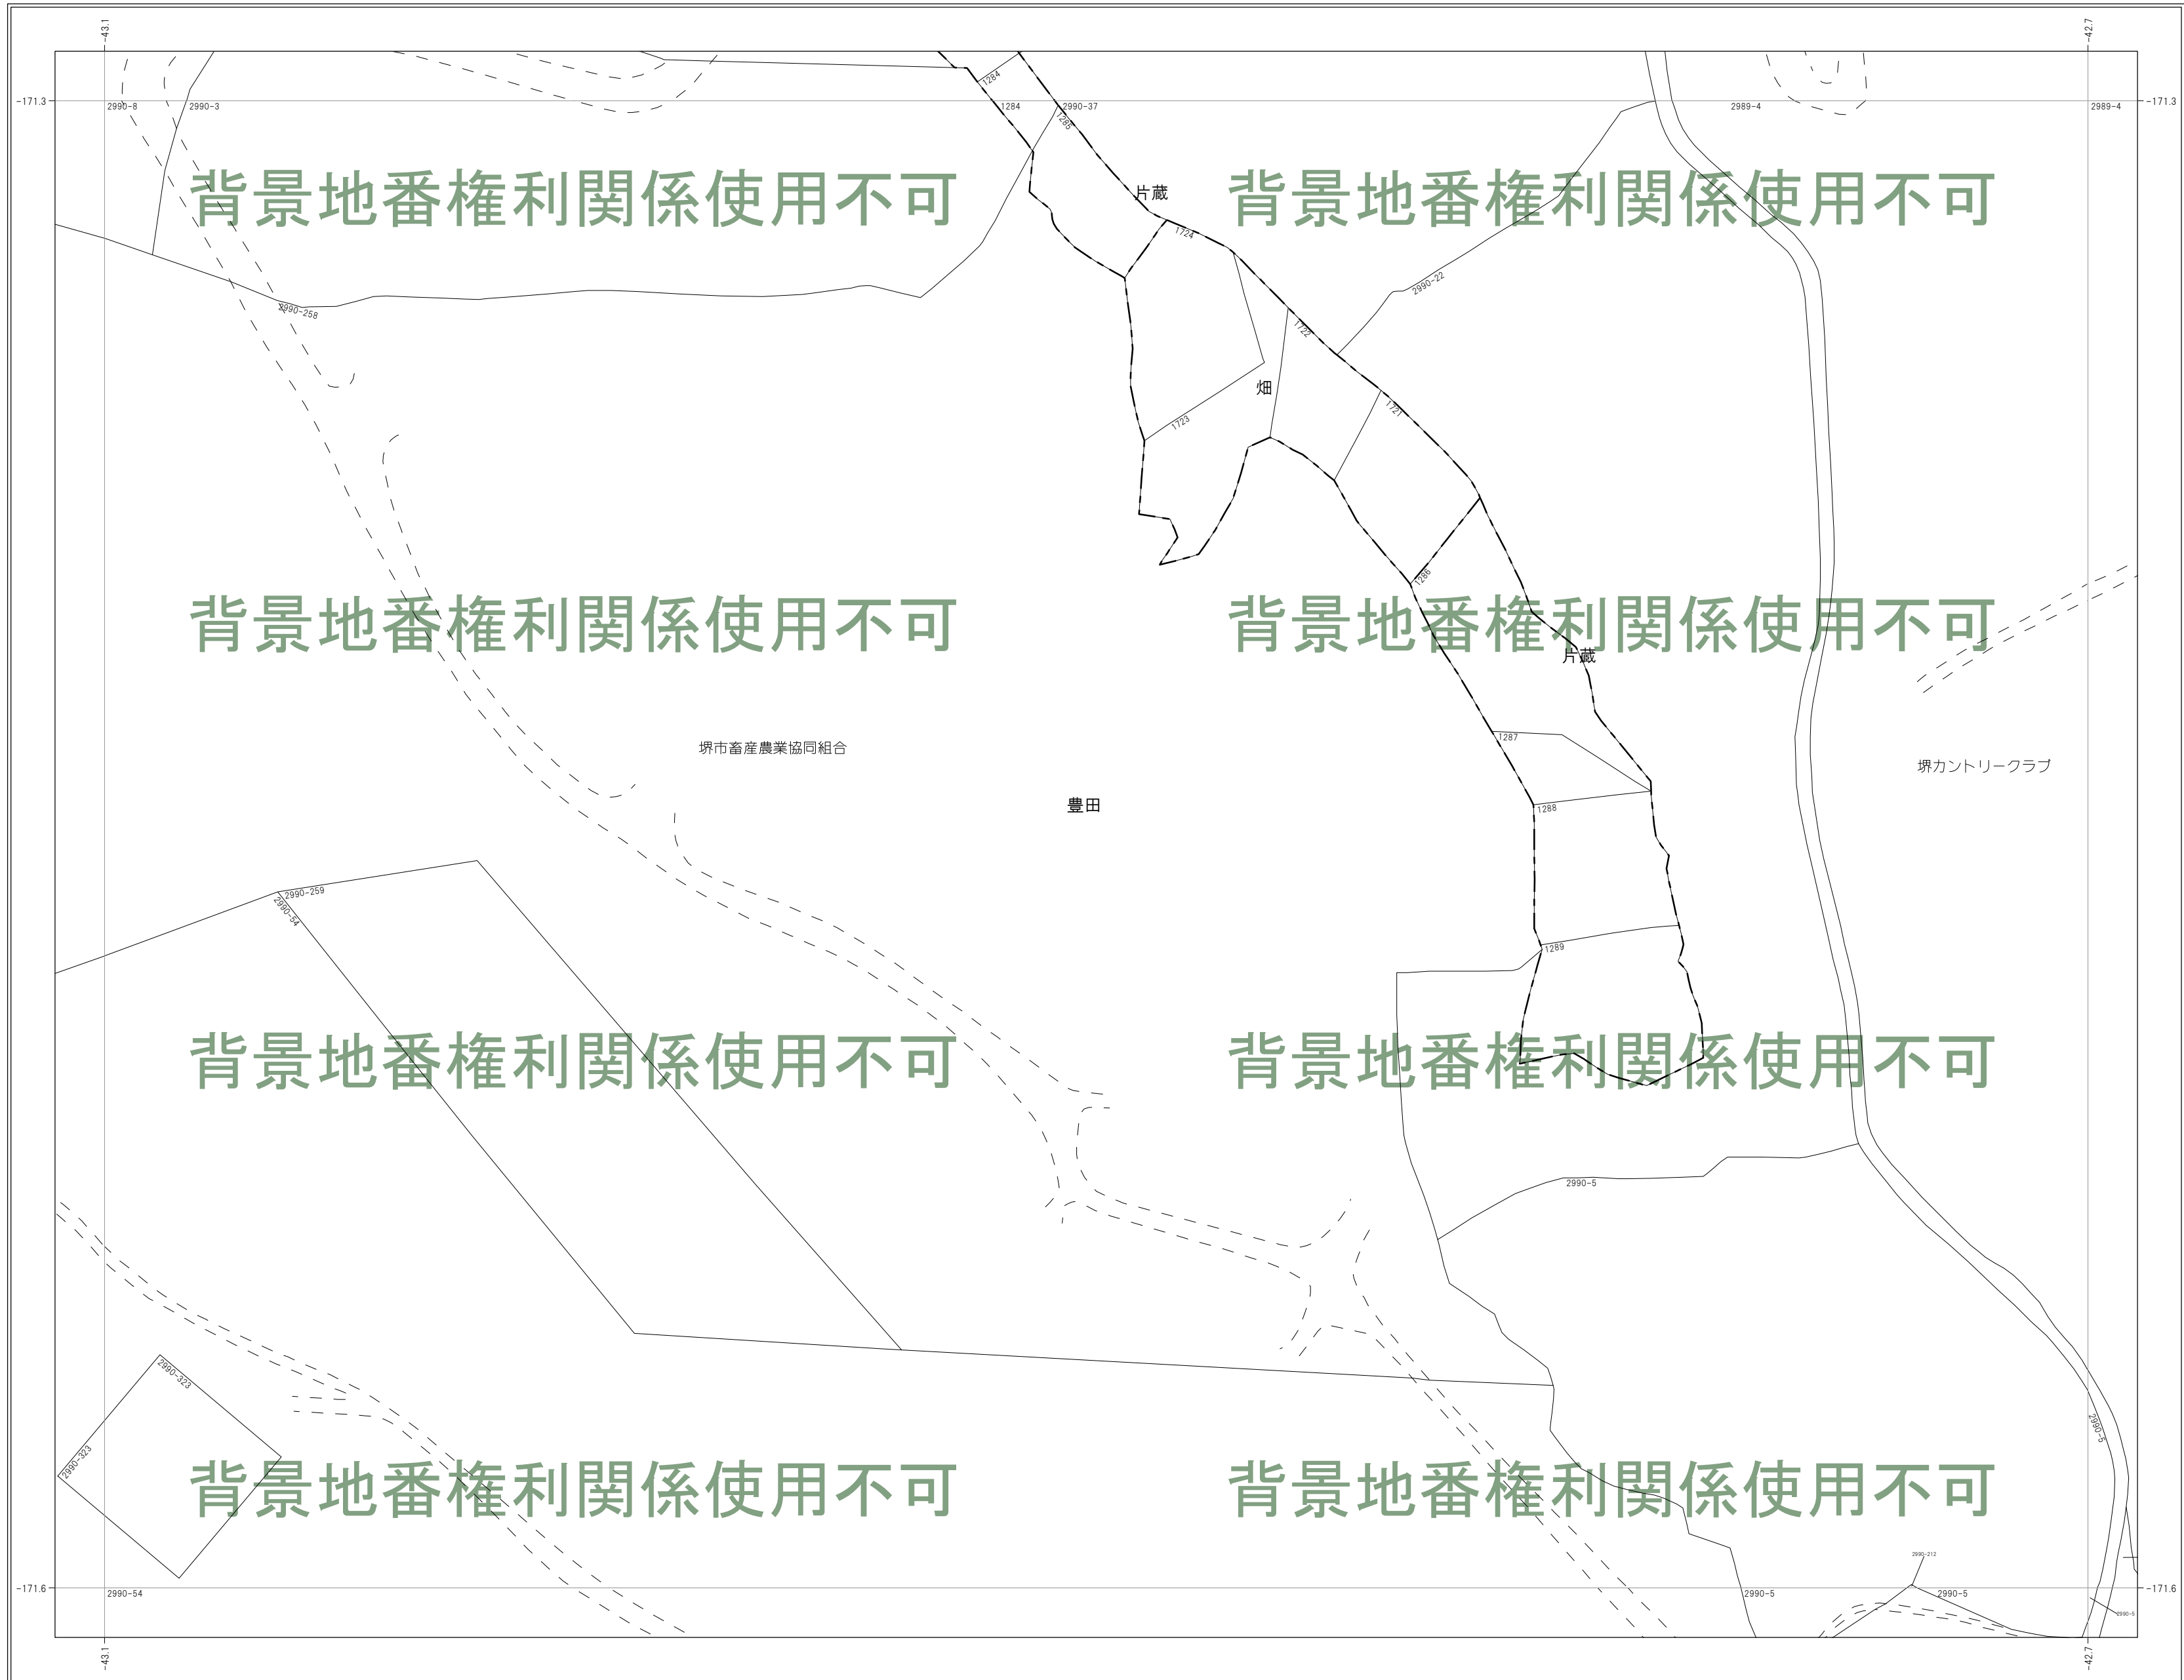 -43.1
-42.7
-171.3
2990-8
2990-3
1284
1284
2990-37
1285
2989-4
2989-4
-171.3
背景地番権利関係使用不可
片蔵
背景地番権利関係使用不可
1724
2990-22
2990-258
1722
畑
1721
1723
1286
背景地番権利関係使用不可
背景地番権利関係使用不可
片蔵
1287
堺市畜産農業協同組合
堺カントリークラブ
豊田
1288
2990-259
2990-54
1289
背景地番権利関係使用不可
背景地番権利関係使用不可
2990-5
2990-323
2990-323
2990-5
背景地番権利関係使用不可
背景地番権利関係使用不可
2990-212
-171.6
2990-54
2990-5
2990-5
-171.6
2990-5
-43.1
-42.7